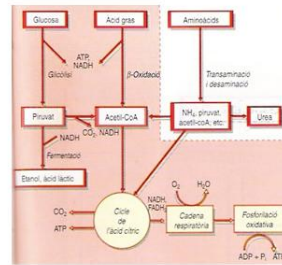 Glucosa
Àcid gras
Aminoàcids
ATP,
NADH
Glicòlisi
β-Oxidació
Transaminació
i desaminació
Piruvat
Acetil-CoA
NH₄, piruvat,
acetil-coA; etc.
Urea
NADH
CO₂, NADH
Fermentació
Etanol, àcid làctic
CO₂
ATP
Cicle
de
l'àcid cítric
NADH,
FADH₂
O₂
H₂O
Cadena
respiratòria
Fosforilació
oxidativa
ADP + Pᵢ